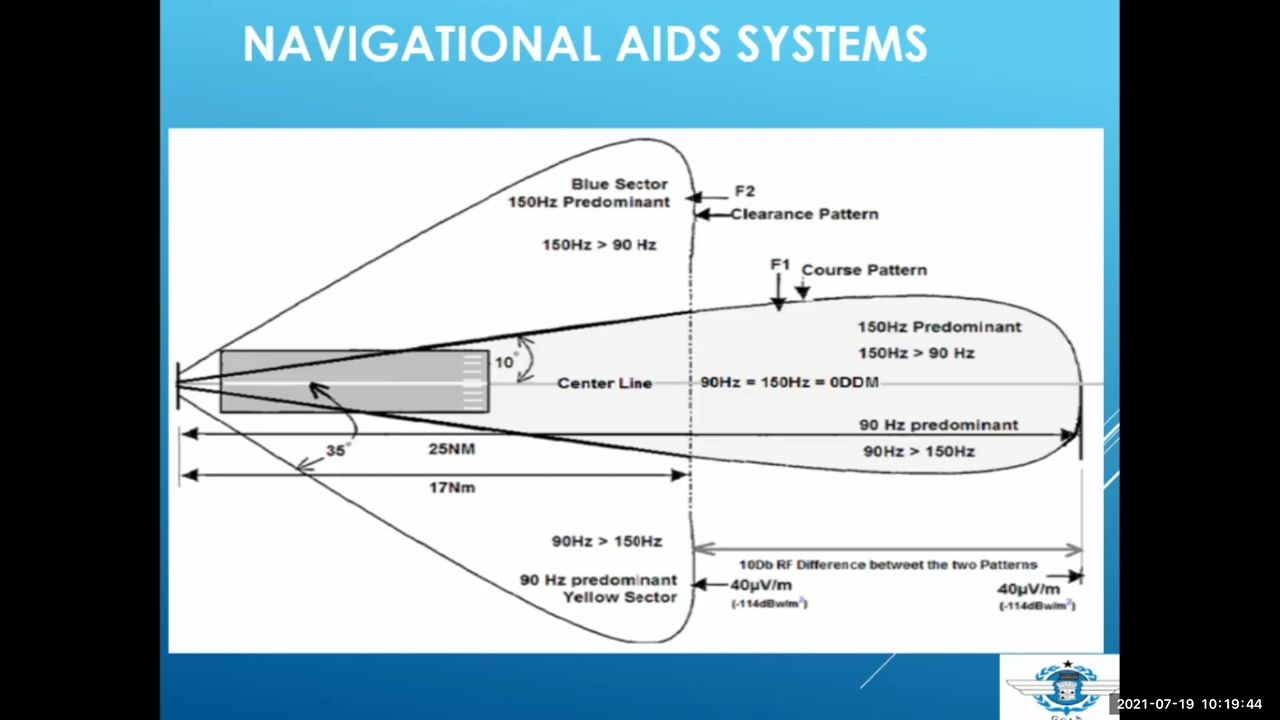 NAVIGATIONAL AIDS SYSTEMS
Blue Sector
150Hz Predominant
150Hz > 90 Hz
F2
Clearance Pattern
F1
Course Pattern
150Hz Predominant
150Hz > 90 Hz
10°
Center Line
90Hz = 150Hz = 0DDM
90 Hz predominant
90Hz > 150Hz
35°
25NM
17Nm
90Hz > 150Hz
90 Hz predominant
Yellow Sector
10Db RF Difference betweet the two Patterns
40µV/m
(-114dBw/m²)
40µV/m
(-114dBw/m²)
2021-07-19 10:19:44